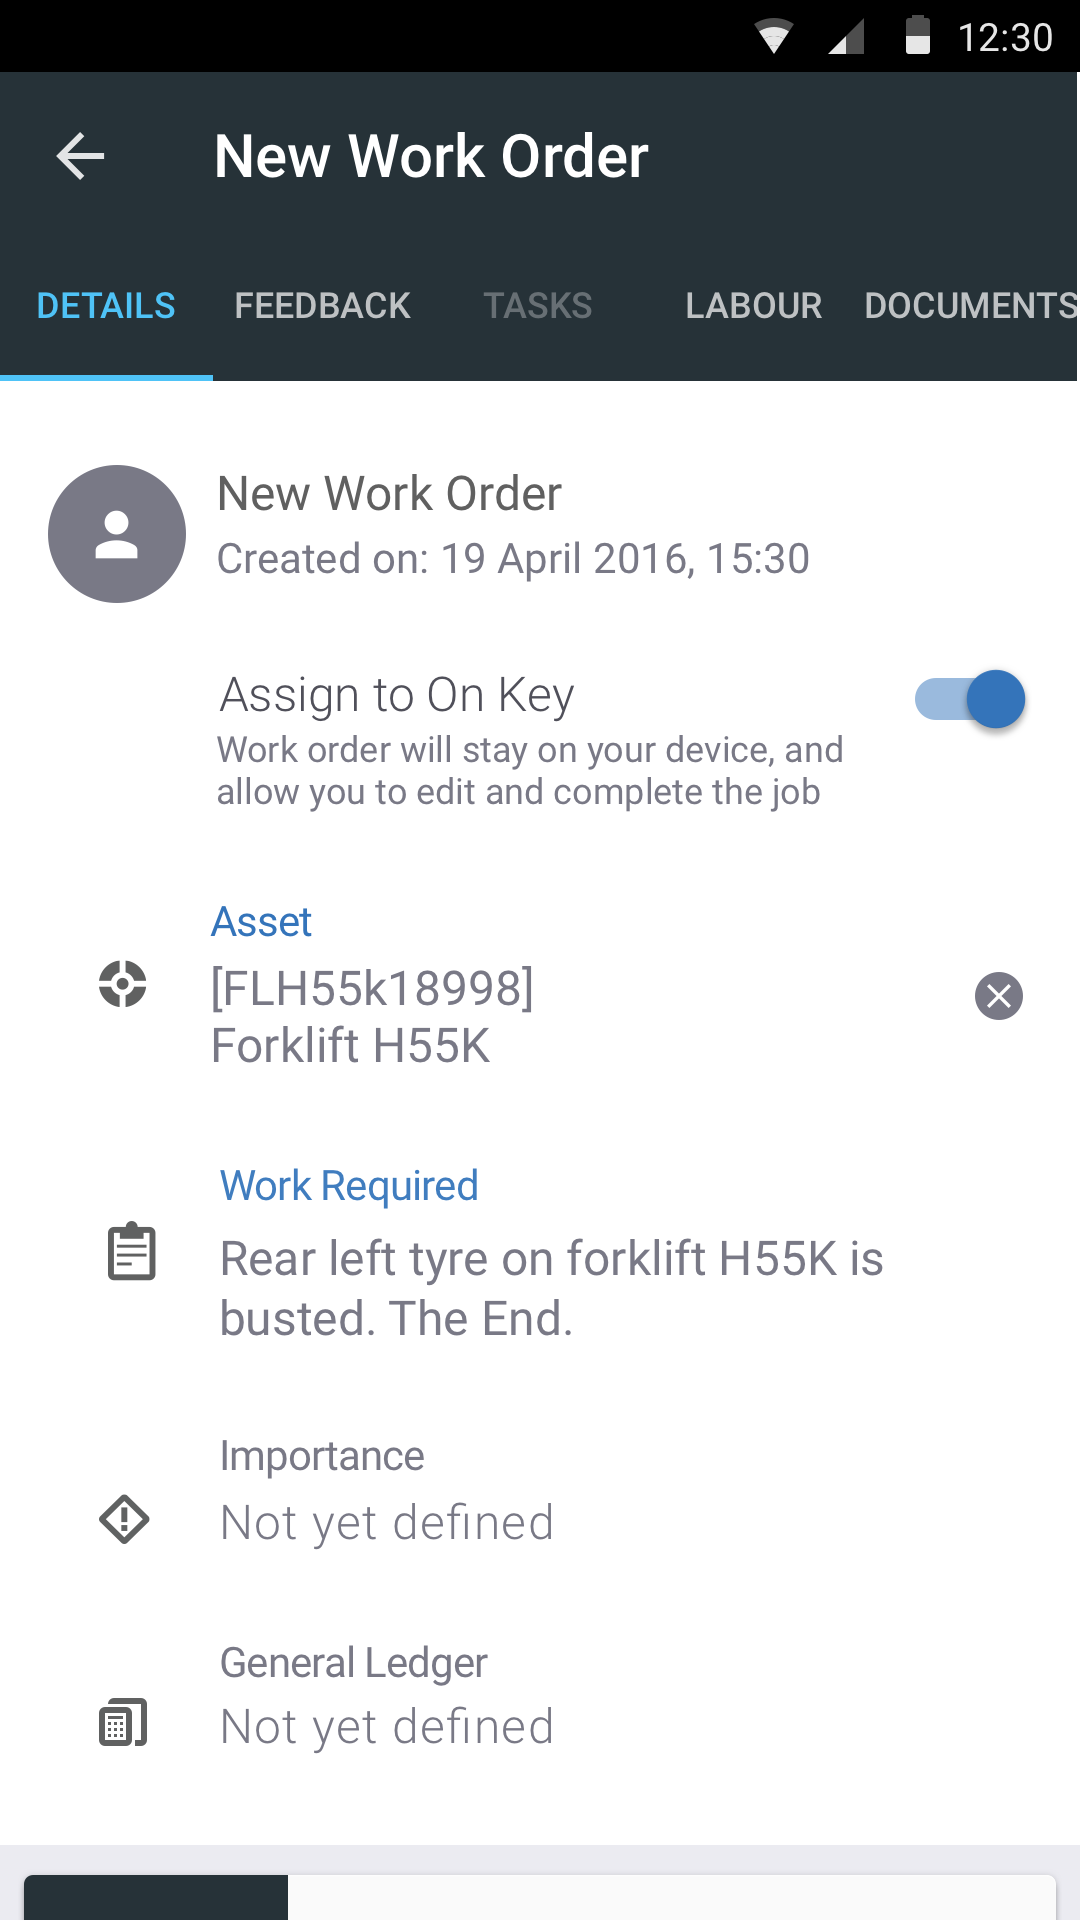 12:30
New Work Order
DETAILS FEEDBACK TASKS LABOUR DOCUMENTS
New Work Order
Created on: 19 April 2016, 15:30
Assign to On Key
Work order will stay on your device, and
allow you to edit and complete the job
Asset
[FLH55k18998]
Forklift H55K
Work Required
Rear left tyre on forklift H55K is
busted. The End.
Importance
Not yet defined
General Ledger
Not yet defined